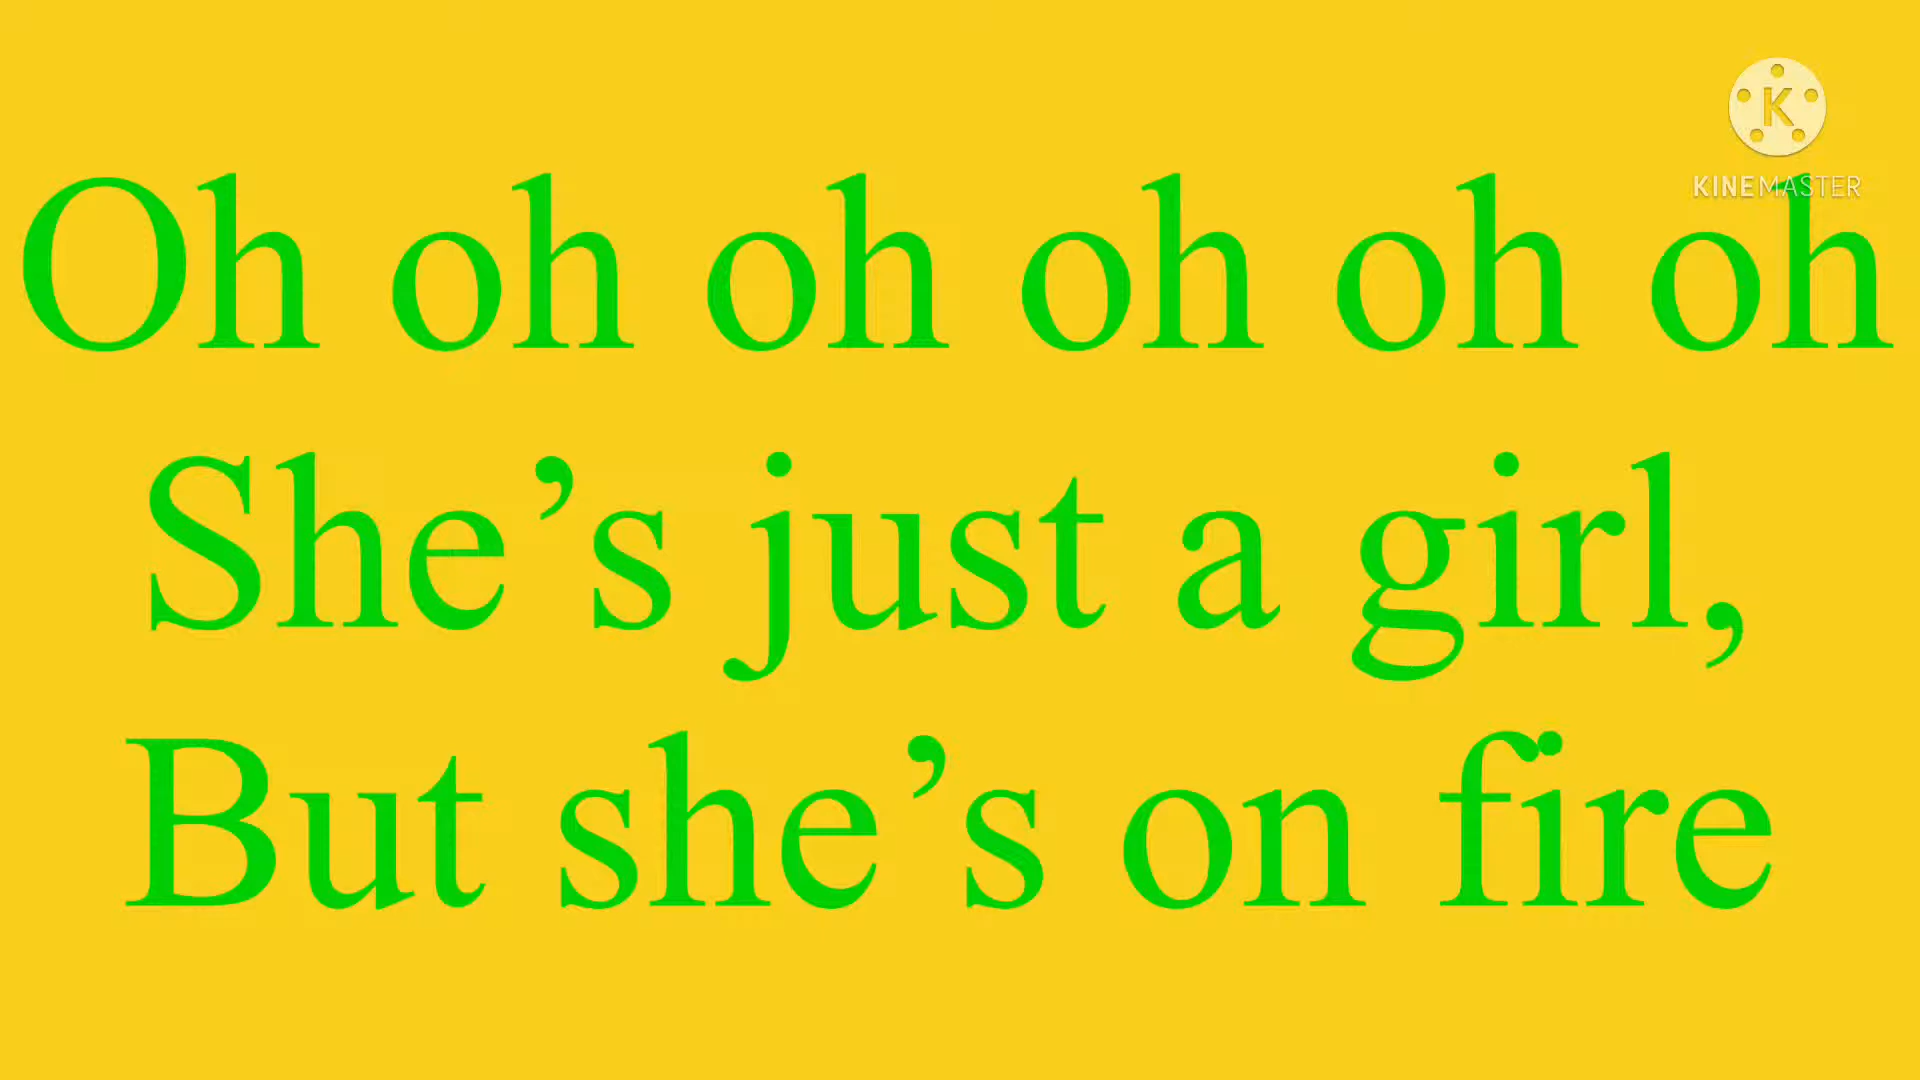 K
KINEMASTER
Oh oh oh oh oh oh
She’s just a girl,
But she’s on fire